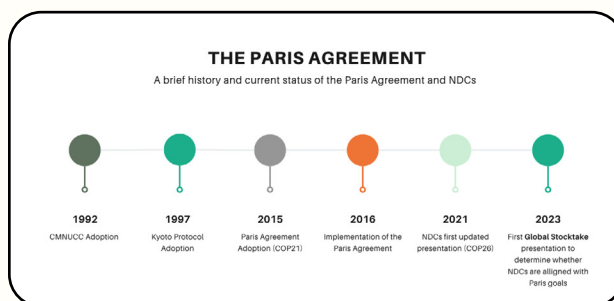 THE PARIS AGREEMENT
A brief history and current status of the Paris Agreement and NDCs
1992
CMNUCC Adoption
1997
Kyoto Protocol
Adoption
2015
Paris Agreement
Adoption (COP21)
2016
Implementation of the
Paris Agreement
2021
NDCs first updated
presentation (COP26)
2023
First Global Stocktake
presentation to
determine whether
NDCs are alligned with
Paris goals